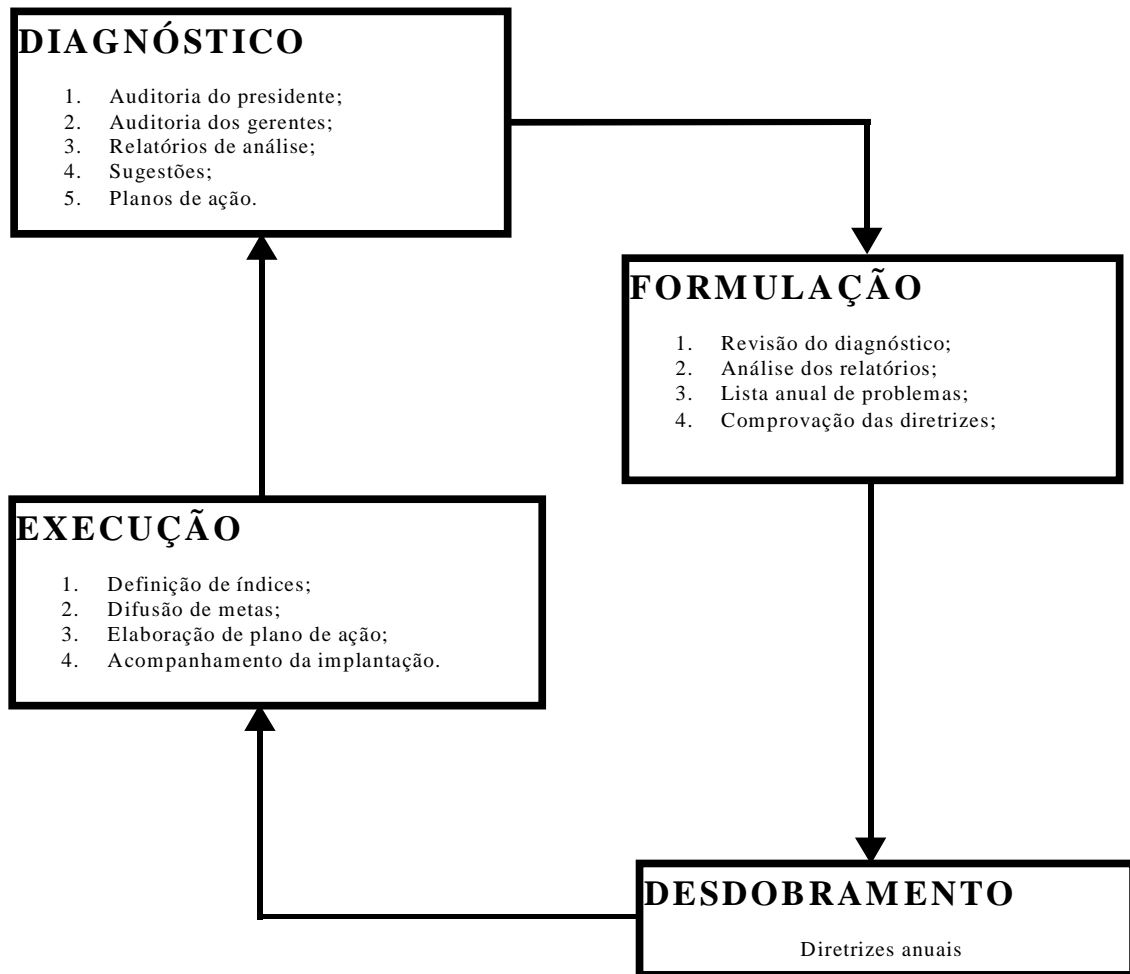 DIAGNÓSTICO
1. Auditoria do presidente;
2. Auditoria dos gerentes;
3. Relatórios de análise;
4. Sugestões;
5. Planos de ação.
FORMULAÇÃO
1. Revisão do diagnóstico;
2. Análise dos relatórios;
3. Lista anual de problemas;
4. Comprovação das diretrizes;
EXECUÇÃO
1. Definição de índices;
2. Difusão de metas;
3. Elaboração de plano de ação;
4. Acompanhamento da implantação.
DESDOBRAMENTO
Diretrizes anuais